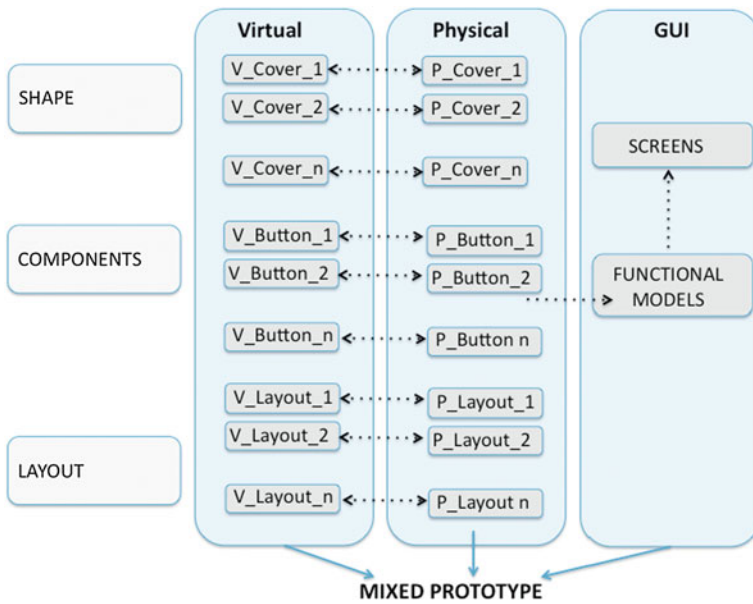 Virtual Physical GUI
SHAPE
V_Cover_1 P_Cover_1
V_Cover_2 P_Cover_2
V_Cover_n P_Cover_n
SCREENS
COMPONENTS
V_Button_1 P_Button_1
V_Button_2 P_Button_2
V_Button_n P_Button n
FUNCTIONAL
MODELS
LAYOUT
V_Layout_1 P_Layout_1
V_Layout_2 P_Layout_2
V_Layout_n P_Layout n
MIXED PROTOTYPE